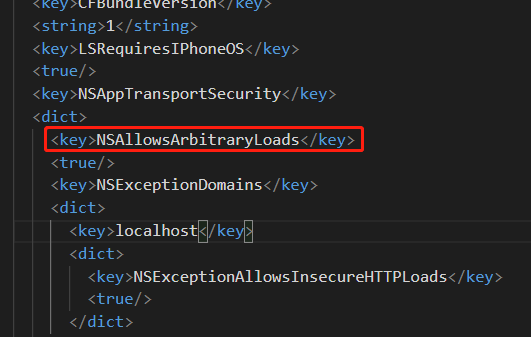 <key>CFBundleVersion</key>
<string>1</string>
<key>LSRequiresIPhoneOS</key>
<true/>
<key>NSAppTransportSecurity</key>
<dict>
<key>NSAllowsArbitraryLoads</key>
<true/>
<key>NSExceptionDomains</key>
<dict>
<key>localhost</key>
<dict>
<key>NSExceptionAllowsInsecureHTTPLoads</key>
<true/>
</dict>